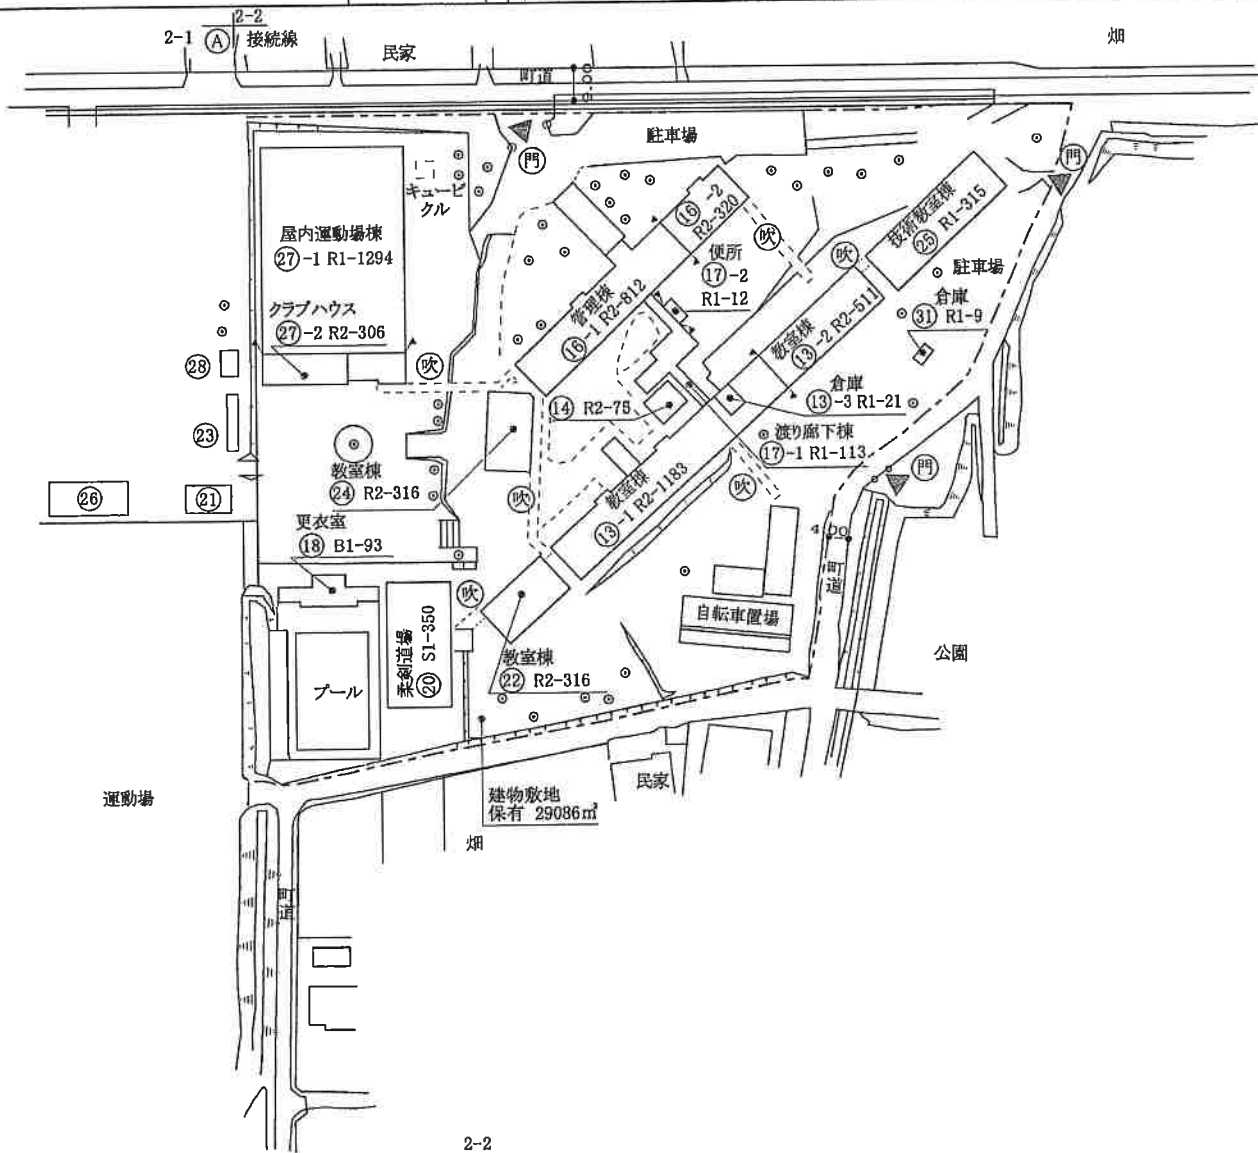 2-2
2-1 Ⓐ 接続線
民家
畑
町道
駐車場
門
門
キュービ
クル
屋内運動場棟
㉗-1 R1-1294
クラブハウス
㉗-2 R2-306
⑯-2
R2-320
吹
便所
⑰-2
R1-12
管理棟
⑯-1 R2-812
吹
技術教室棟
㉕ R1-315
駐車場
倉庫
㉛ R1-9
教室棟
⑬-2 R2-511
倉庫
⑬-3 R1-21
渡り廊下棟
⑰-1 R1-113
吹
門
⑭ R2-75
吹
㉘
㉓
㉖
㉑
教室棟
㉔ R2-316
吹
教室棟
⑬-1 R2-1183
更衣室
⑱ B1-93
吹
柔剣道場
⑳ S1-350
プール
教室棟
㉒ R2-316
自転車置場
4.00
町道
公園
民家
建物敷地
保有 29086㎡
畑
運動場
町道
2-2